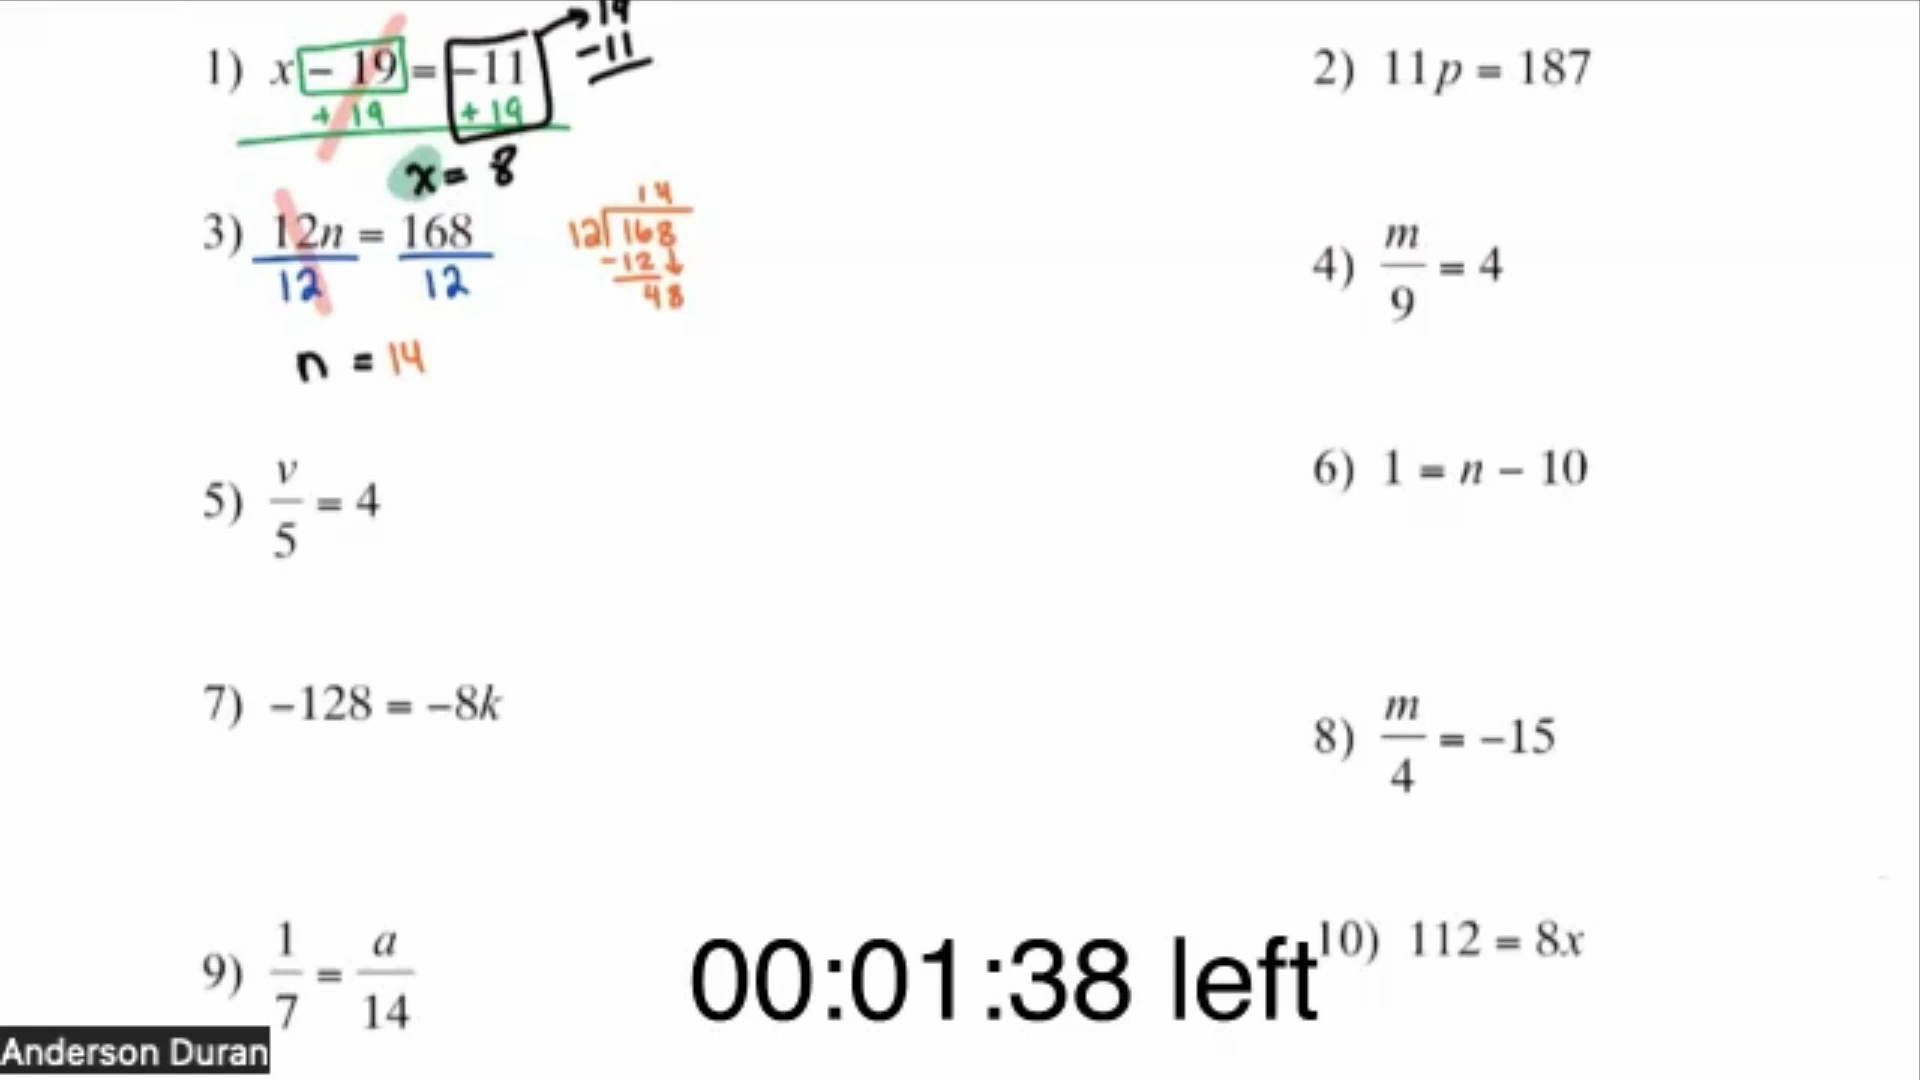 1) x − 19 = −11
+ 19 + 19
x = 8
19
−11
2) 11p = 187
3) 12n = 168
12 12
n = 14
14
12 168
−12
48
4) m/9 = 4
5) v/5 = 4
6) 1 = n − 10
7) −128 = −8k
8) m/4 = −15
9) 1/7 = a/14
10) 112 = 8x
00:01:38 left
Anderson Duran